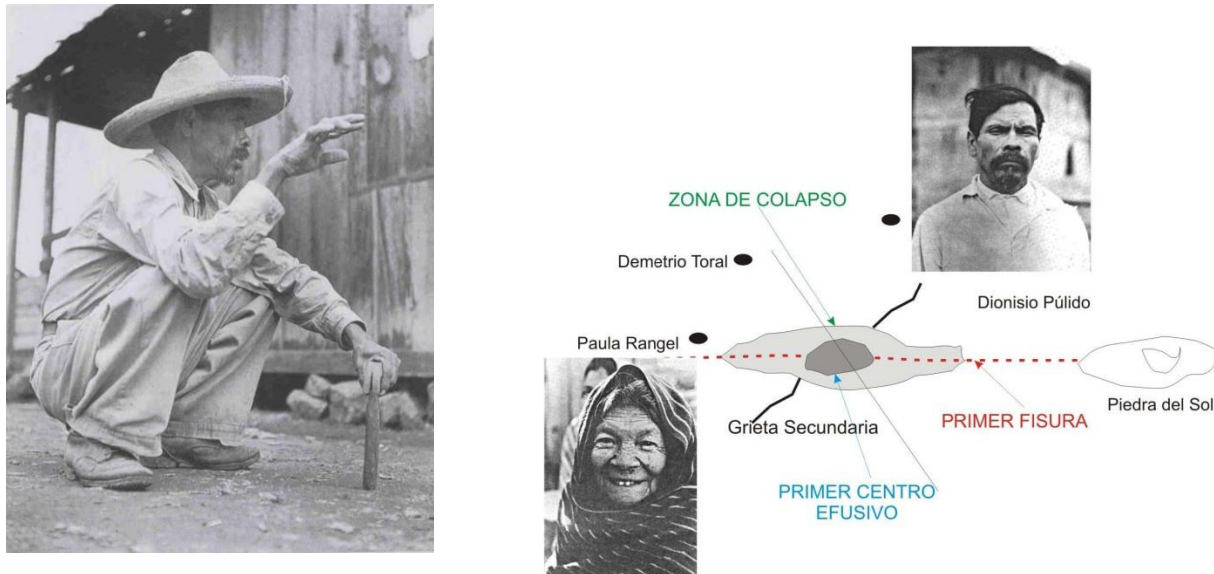 ZONA DE COLAPSO
Demetrio Toral
Dionisio Púlido
Paula Rangel
Piedra del Sol
PRIMER FISURA
Grieta Secundaria
PRIMER CENTRO
EFUSIVO